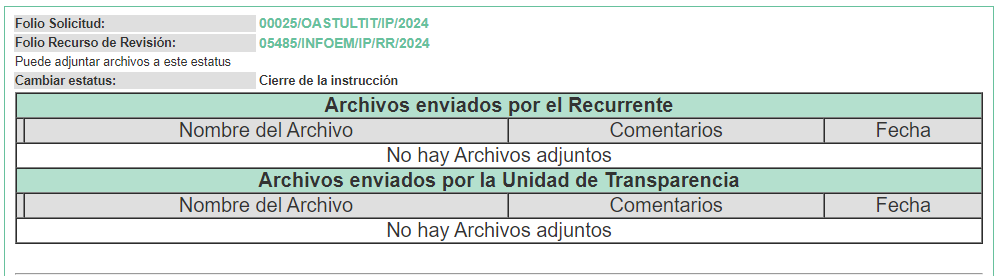 Folio Solicitud: 00025/OASTULTIT/IP/2024
Folio Recurso de Revisión: 05485/INFOEM/IP/RR/2024
Puede adjuntar archivos a este estatus
Cambiar estatus: Cierre de la instrucción
Archivos enviados por el Recurrente
Nombre del Archivo Comentarios Fecha
No hay Archivos adjuntos
Archivos enviados por la Unidad de Transparencia
Nombre del Archivo Comentarios Fecha
No hay Archivos adjuntos